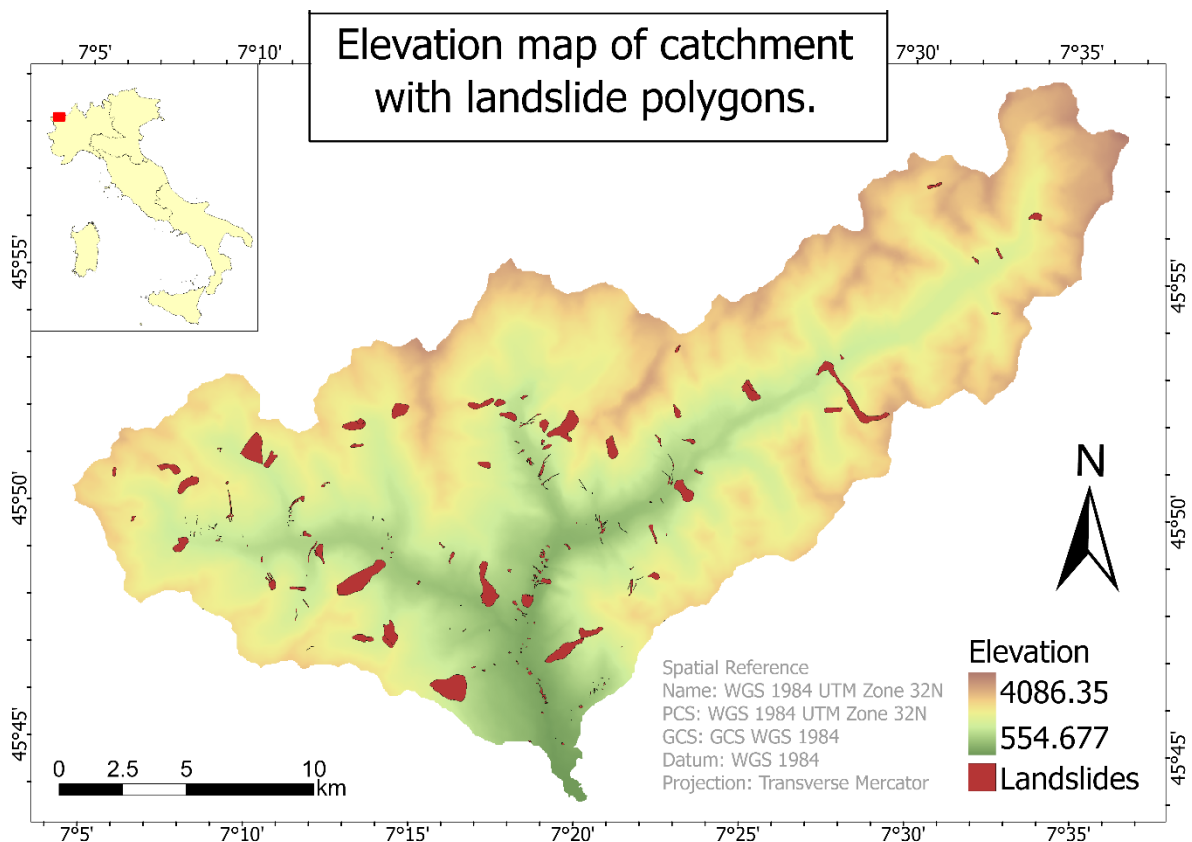 Elevation map of catchment
with landslide polygons.
7°5'
7°10'
7°30'
7°35'
45°55'
45°55'
45°50'
45°50'
45°45'
45°45'
N
Spatial Reference
Name: WGS 1984 UTM Zone 32N
PCS: WGS 1984 UTM Zone 32N
GCS: GCS WGS 1984
Datum: WGS 1984
Projection: Transverse Mercator
Elevation
4086.35
554.677
Landslides
0 2.5 5 10
km
7°5'
7°10'
7°15'
7°20'
7°25'
7°30'
7°35'